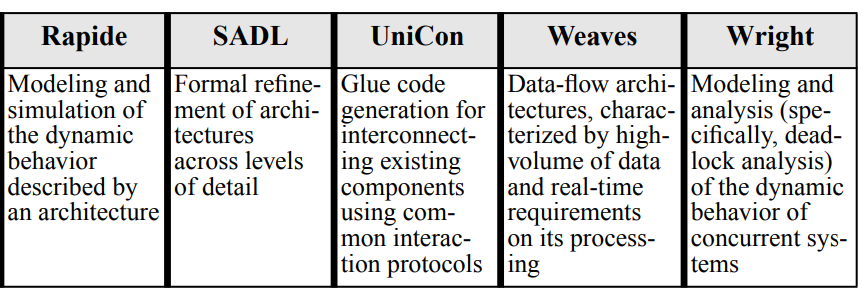 Rapide
SADL
UniCon
Weaves
Wright
Modeling and
simulation of
the dynamic
behavior
described by
an architecture
Formal refine-
ment of archi-
tectures
across levels
of detail
Glue code
generation for
interconnect-
ing existing
components
using com-
mon interac-
tion protocols
Data-flow archi-
tectures, charac-
terized by high-
volume of data
and real-time
requirements
on its process-
ing
Modeling and
analysis (spe-
cifically, dead-
lock analysis)
of the dynamic
behavior of
concurrent sys-
tems